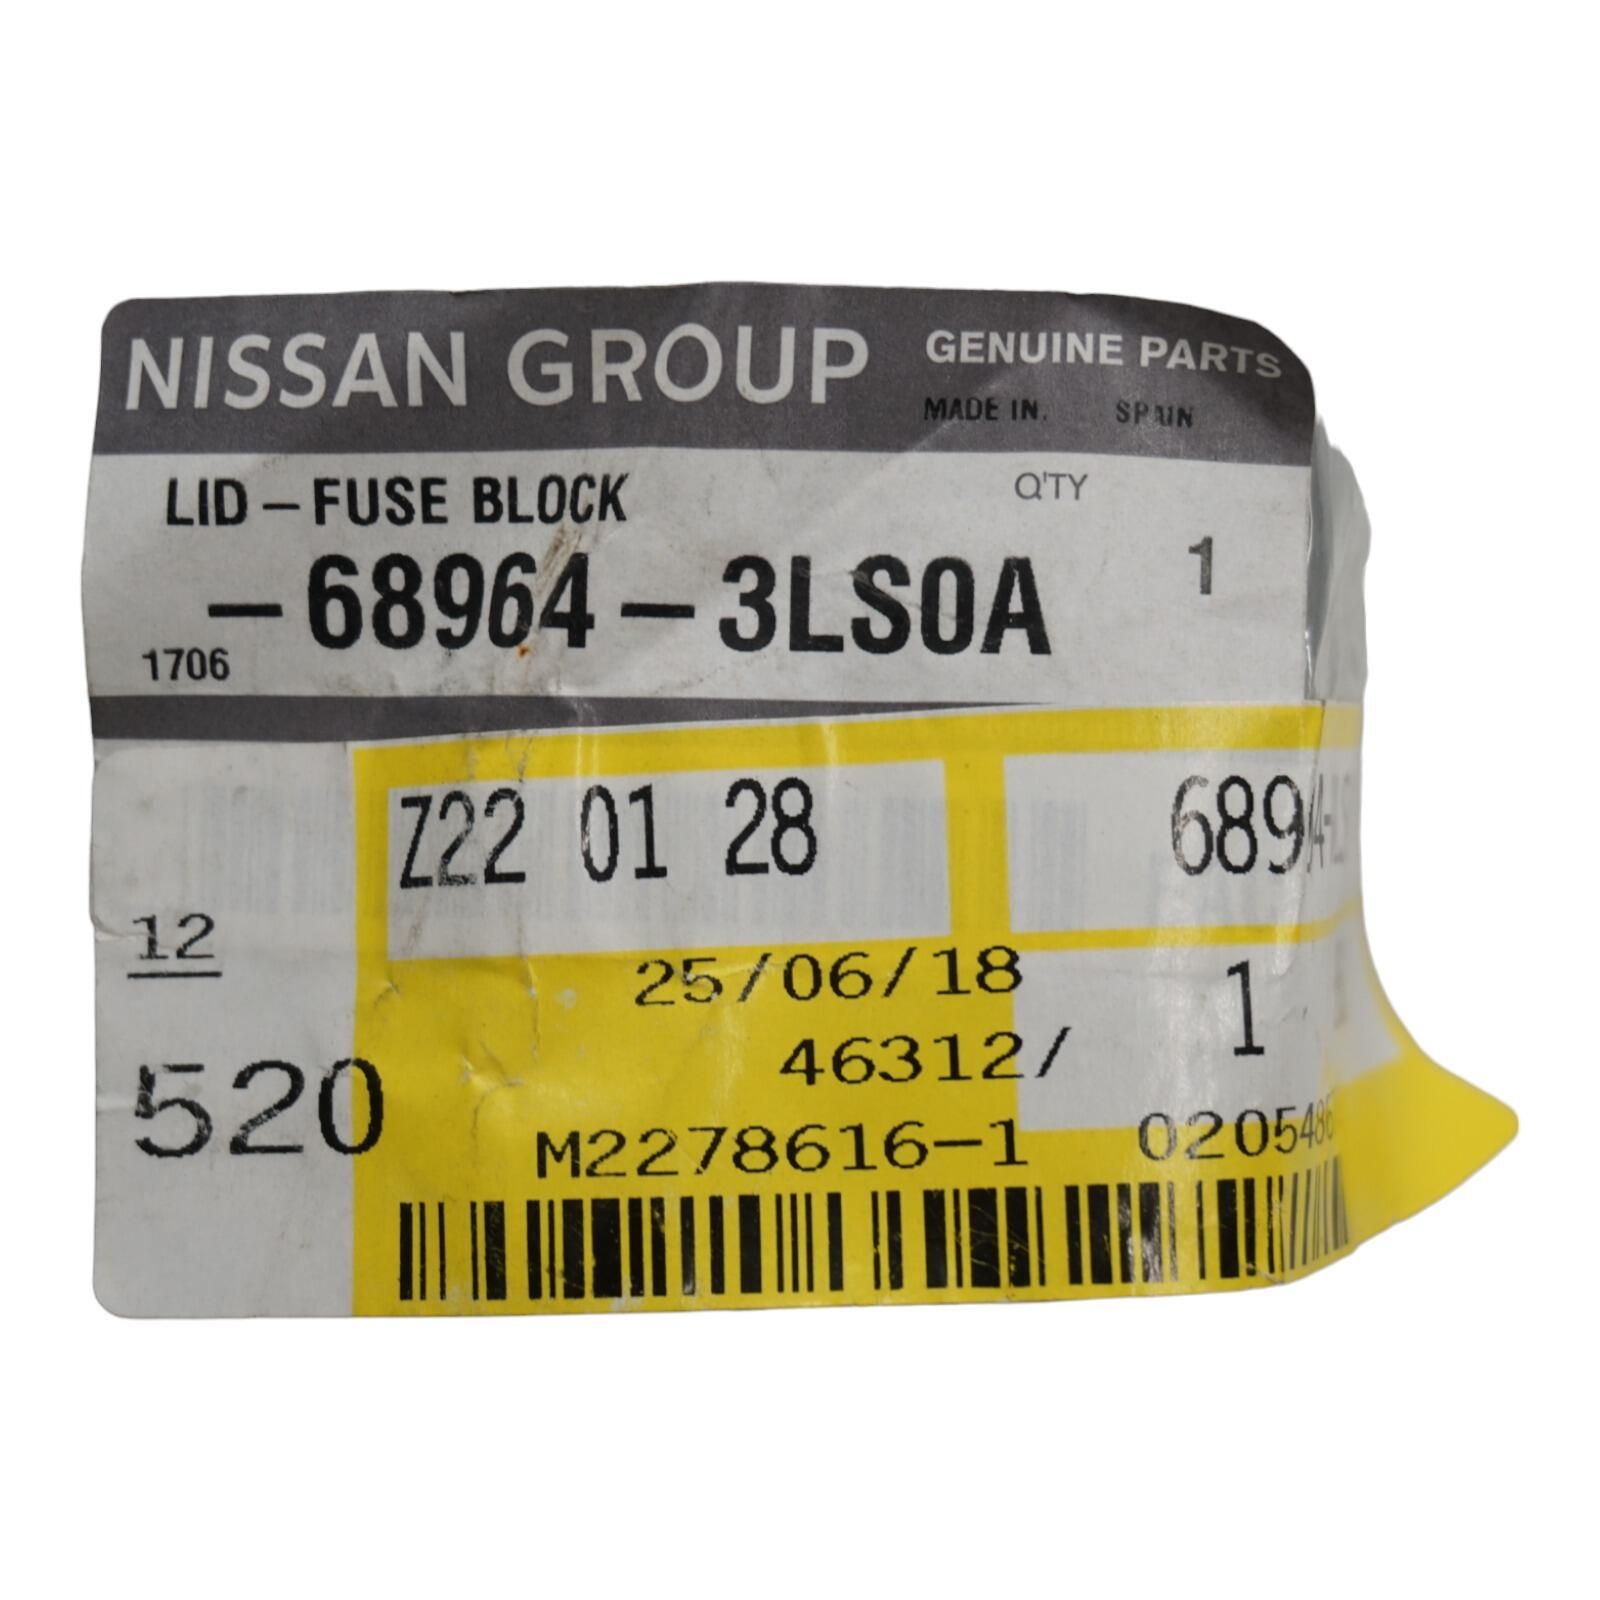 NISSAN GROUP GENUINE PARTS
MADE IN. SPAIN
LID-FUSE BLOCK Q'TY
-68964-3LS0A 1
1706
Z22 01 28
12
25/06/18 1
46312/
520
M2278616-1